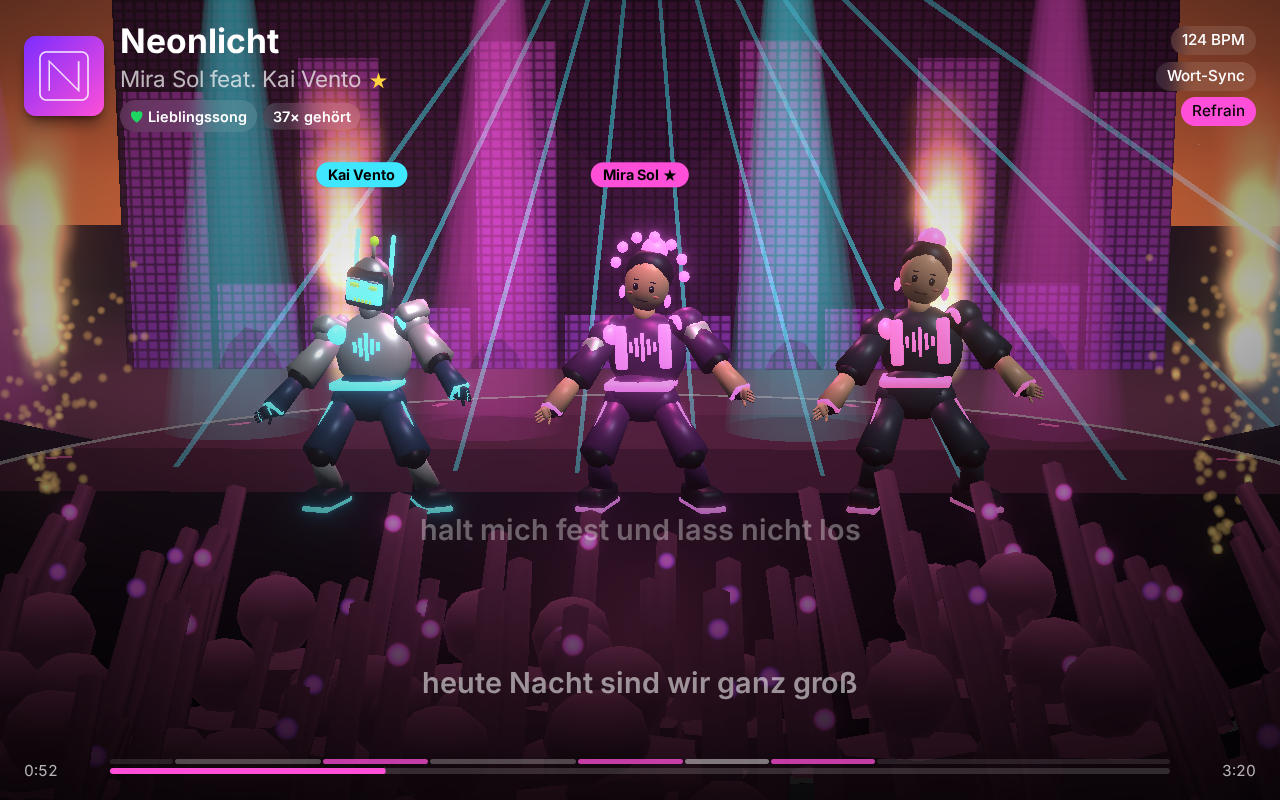 N
Neonlicht
Mira Sol feat. Kai Vento ★
Lieblingssong
37× gehört
124 BPM
Wort-Sync
Refrain
Kai Vento
Mira Sol ★
halt mich fest und lass nicht los
heute Nacht sind wir ganz groß
0:52
3:20